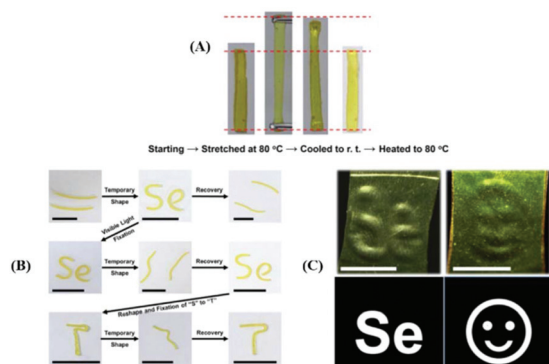 (A)
Starting → Stretched at 80 °C → Cooled to r. t. → Heated to 80 °C
(B)
Temporary
Shape
Se
Recovery
Visible Light
Fixation
Se
Temporary
Shape
Recovery
Se
Reshape and Fixation of "S" to "T"
T
Temporary
Shape
Recovery
T
(C)
Se